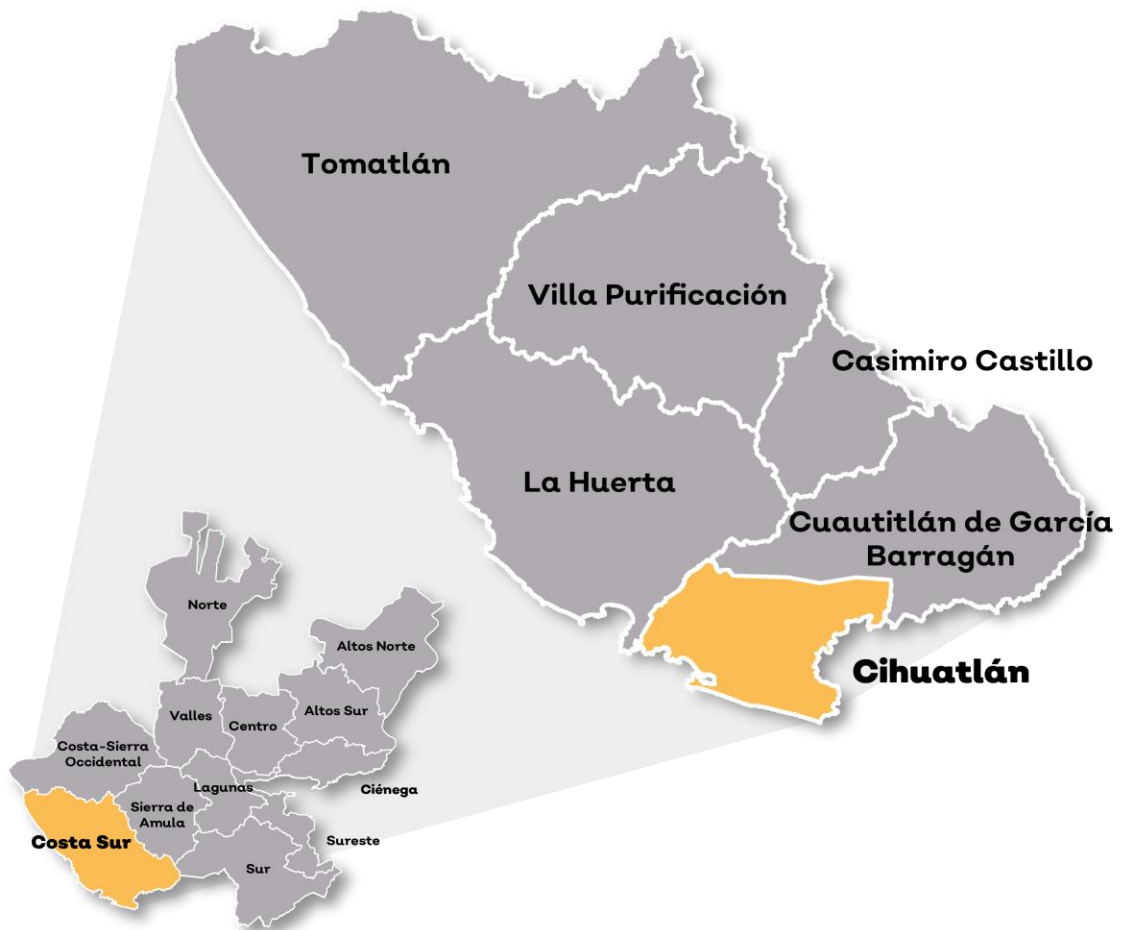 Tomatlán
Villa Purificación
Casimiro Castillo
La Huerta
Cuautitlán de García
Barragán
Cihuatlán
Norte
Altos Norte
Valles
Centro
Altos Sur
Costa-Sierra
Occidental
Lagunas
Ciénega
Sierra de
Amula
Costa Sur
Sureste
Sur